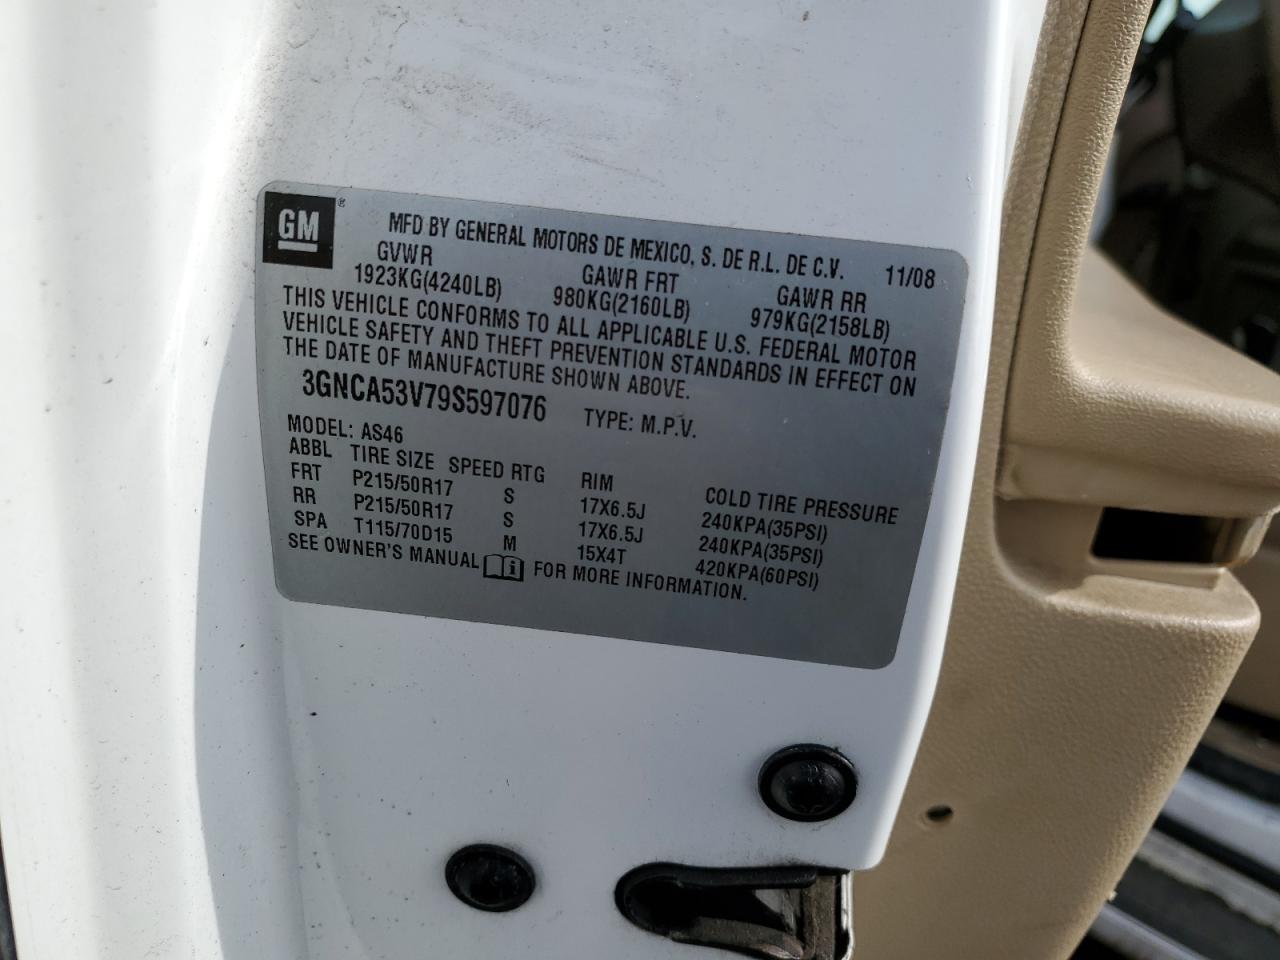 GM ® MFD BY GENERAL MOTORS DE MEXICO, S. DE R.L. DE C.V. 11/08
GVWR GAWR FRT GAWR RR
1923KG(4240LB) 980KG(2160LB) 979KG(2158LB)
THIS VEHICLE CONFORMS TO ALL APPLICABLE U.S. FEDERAL MOTOR
VEHICLE SAFETY AND THEFT PREVENTION STANDARDS IN EFFECT ON
THE DATE OF MANUFACTURE SHOWN ABOVE.
3GNCA53V79S597076 TYPE: M.P.V.
MODEL: AS46
ABBL TIRE SIZE SPEED RTG RIM COLD TIRE PRESSURE
FRT P215/50R17 S 17X6.5J 240KPA(35PSI)
RR P215/50R17 S 17X6.5J 240KPA(35PSI)
SPA T115/70D15 M 15X4T 420KPA(60PSI)
SEE OWNER'S MANUAL i FOR MORE INFORMATION.